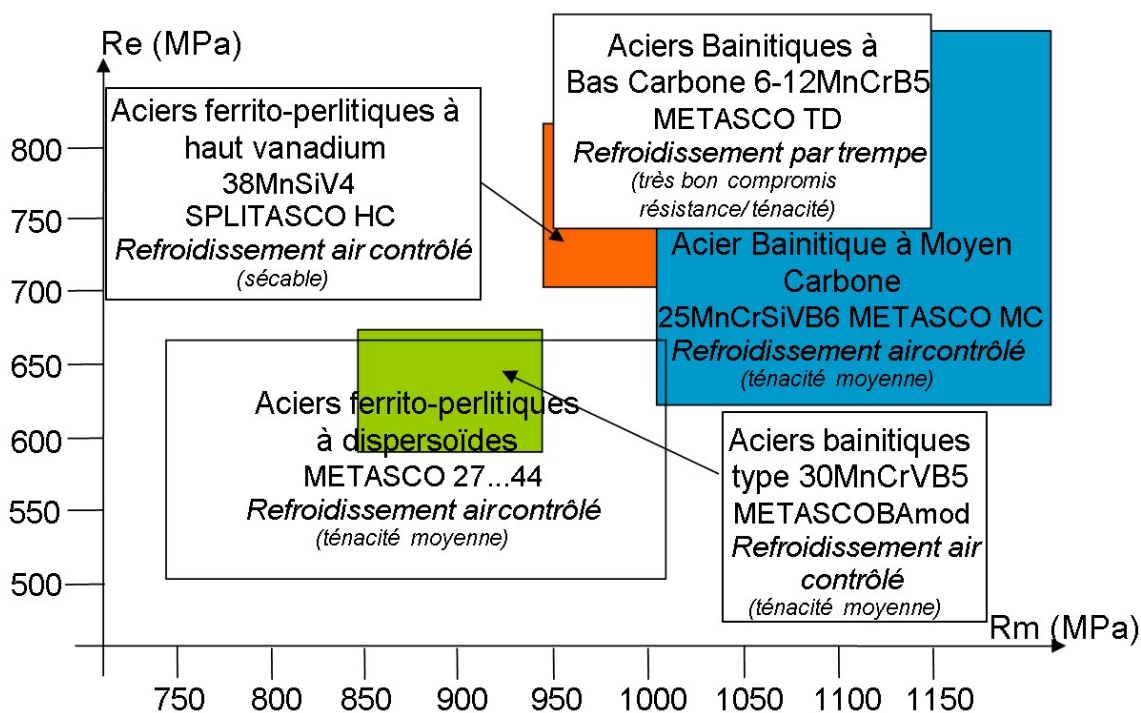 Re (MPa)
Aciers Bainitiques à
Bas Carbone 6-12MnCrB5
METASCO TD
Refroidissement par trempe
(très bon compromis
résistance/ténacité)
Aciers ferrito-perlitiques à
haut vanadium
38MnSiV4
SPLITASCO HC
Refroidissement air contrôlé
(sécable)
Acier Bainitique à Moyen
Carbone
25MnCrSiVB6 METASCO MC
Refroidissement aircontrôlé
(ténacité moyenne)
Aciers ferrito-perlitiques
à dispersoïdes
METASCO 27...44
Refroidissement aircontrôlé
(ténacité moyenne)
Aciers bainitiques
type 30MnCrVB5
METASCOBAmod
Refroidissement air
contrôlé
(ténacité moyenne)
800
750
700
650
600
550
500
Rm (MPa)
750 800 850 900 950 1000 1050 1100 1150